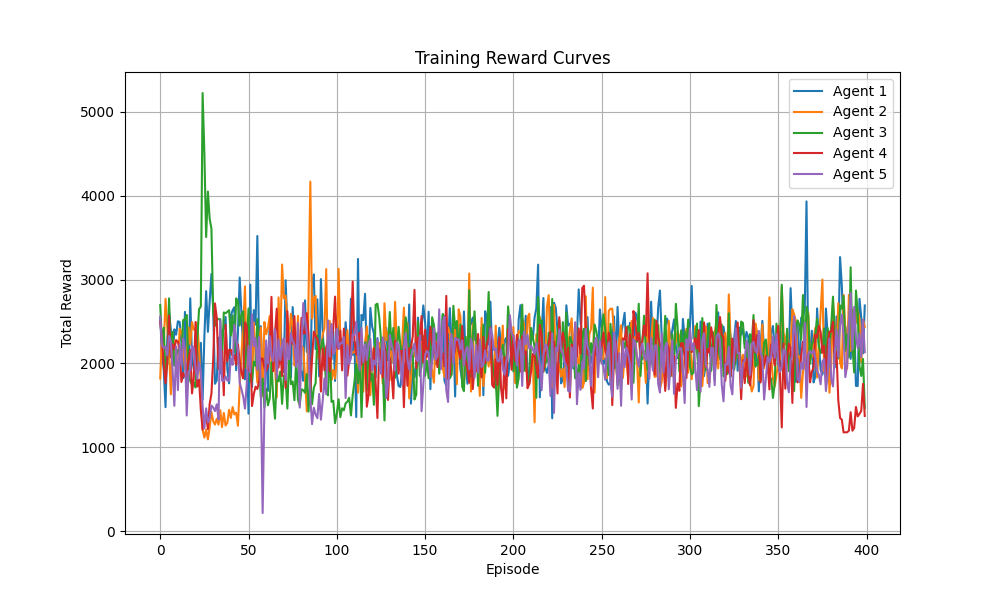 Training Reward Curves
Total Reward
5000
4000
3000
2000
1000
0
0 50 100 150 200 250 300 350 400
Episode
Agent 1
Agent 2
Agent 3
Agent 4
Agent 5